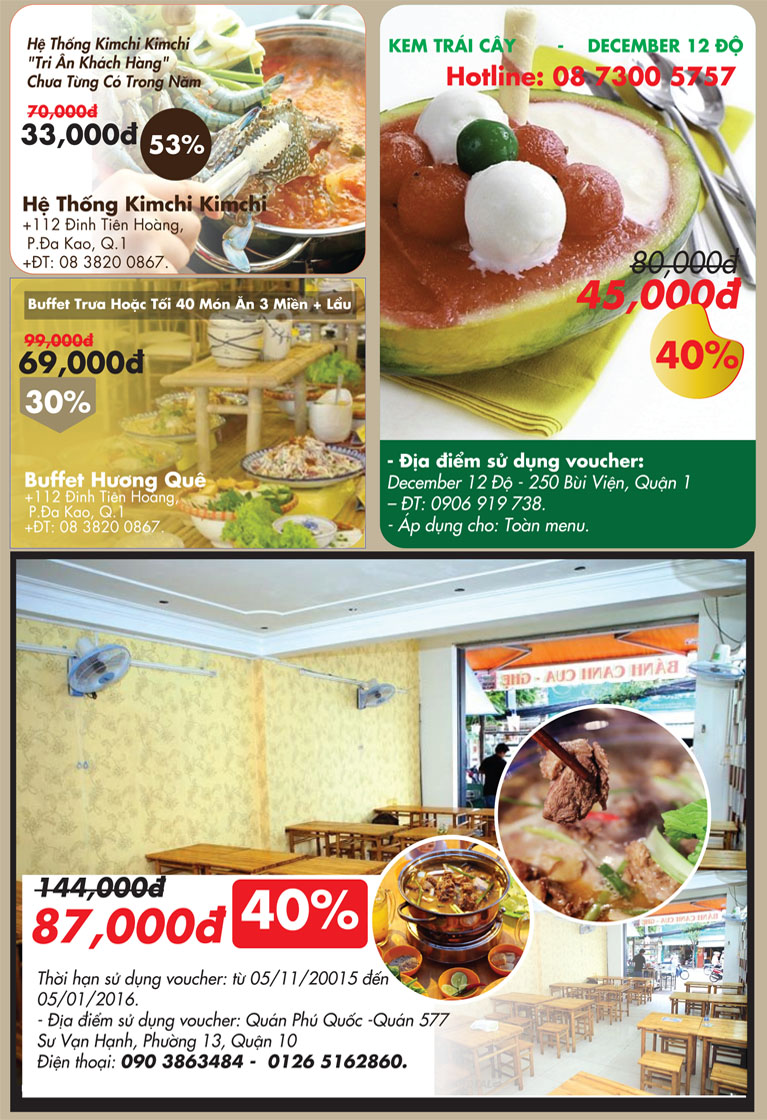 Hệ Thống Kimchi Kimchi
"Tri Ân Khách Hàng"
Chưa Từng Có Trong Năm
70,000đ
33,000đ
53%
Hệ Thống Kimchi Kimchi
+112 Đinh Tiên Hoàng,
P.Đa Kao, Q.1
+ĐT: 08 3820 0867.
KEM TRÁI CÂY - DECEMBER 12 ĐỘ
Hotline: 08 7300 5757
80,000đ
45,000đ
40%
- Địa điểm sử dụng voucher:
December 12 Độ - 250 Bùi Viện, Quận 1
– ĐT: 0906 919 738.
- Áp dụng cho: Toàn menu.
Buffet Trưa Hoặc Tối 40 Món Ăn 3 Miền + Lẩu
99,000đ
69,000đ
30%
Buffet Hương Quê
+112 Đinh Tiên Hoàng,
P.Đa Kao, Q.1
+ĐT: 08 3820 0867.
BÁNH CANH CUA - GHẸ
BÁNH CANH CUA - GHẸ
144,000đ
87,000đ
40%
Thời hạn sử dụng voucher: từ 05/11/20015 đến
05/01/2016.
- Địa điểm sử dụng voucher: Quán Phú Quốc -Quán 577
Sư Vạn Hạnh, Phường 13, Quận 10
Điện thoại: 090 3863484 - 0126 5162860.